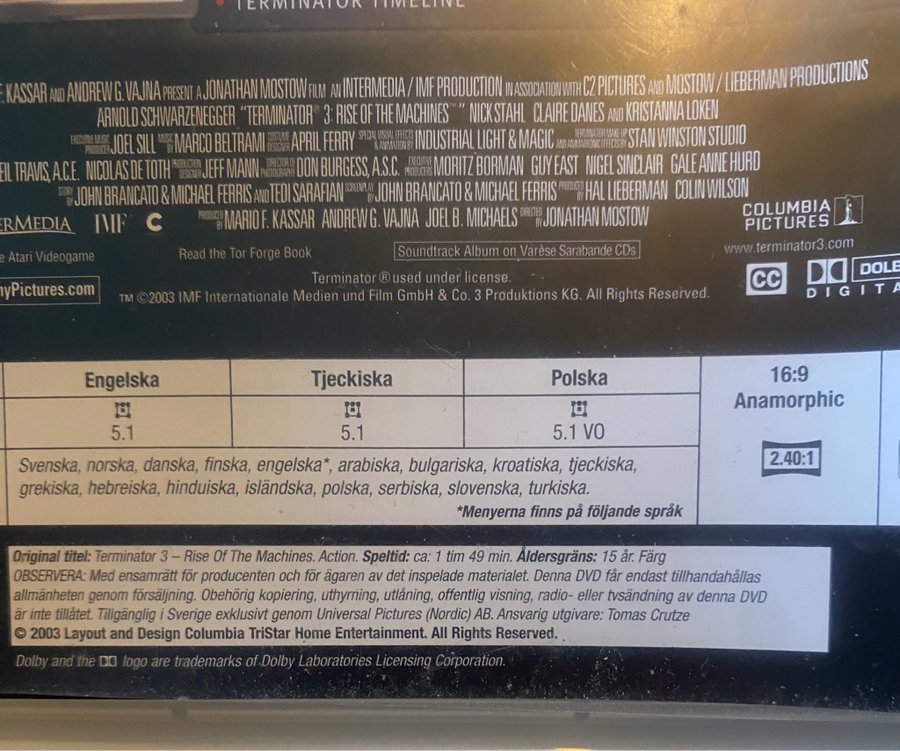 TERMINATOR TIMELINE
F. KASSAR AND ANDREW G. VAJNA PRESENT A JONATHAN MOSTOW FILM AN INTERMEDIA / IMF PRODUCTION IN ASSOCIATION WITH C2 PICTURES AND MOSTOW / LIEBERMAN PRODUCTIONS
ARNOLD SCHWARZENEGGER "TERMINATOR® 3: RISE OF THE MACHINES™" NICK STAHL CLAIRE DANES AND KRISTANNA LOKEN
EXECUTIVE MUSIC PRODUCER JOEL SILL MUSIC BY MARCO BELTRAMI COSTUME DESIGNER APRIL FERRY SPECIAL VISUAL EFFECTS & ANIMATION BY INDUSTRIAL LIGHT & MAGIC TERMINATOR MAKE UP AND ANIMATRONIC EFFECTS BY STAN WINSTON STUDIO
EIL TRAVIS, A.C.E. NICOLAS DE TOTH PRODUCTION DESIGNER JEFF MANN DIRECTOR OF PHOTOGRAPHY DON BURGESS, A.S.C. EXECUTIVE PRODUCERS MORITZ BORMAN GUY EAST NIGEL SINCLAIR GALE ANNE HURD
STORY BY JOHN BRANCATO & MICHAEL FERRIS AND TEDI SARAFIAN SCREENPLAY BY JOHN BRANCATO & MICHAEL FERRIS PRODUCED BY HAL LIEBERMAN COLIN WILSON
ERMEDIA IMF C PRODUCED BY MARIO F. KASSAR ANDREW G. VAJNA JOEL B. MICHAELS DIRECTED BY JONATHAN MOSTOW
COLUMBIA
PICTURES
e Atari Videogame Read the Tor Forge Book Soundtrack Album on Varèse Sarabande CDs www.terminator3.com
nyPictures.com
Terminator ® used under license.
TM ©2003 IMF Internationale Medien und Film GmbH & Co. 3 Produktions KG. All Rights Reserved.
CC DOLB
DIGITA
Engelska Tjeckiska Polska
5.1 5.1 5.1 VO
16:9
Anamorphic
2.40:1
Svenska, norska, danska, finska, engelska*, arabiska, bulgariska, kroatiska, tjeckiska,
grekiska, hebreiska, hinduiska, isländska, polska, serbiska, slovenska, turkiska.
*Menyerna finns på följande språk
Original titel: Terminator 3 – Rise Of The Machines. Action. Speltid: ca: 1 tim 49 min. Åldersgräns: 15 år. Färg
OBSERVERA: Med ensamrätt för producenten och för ägaren av det inspelade materialet. Denna DVD får endast tillhandahållas
allmänheten genom försäljning. Obehörig kopiering, uthyrning, utlåning, offentlig visning, radio- eller tvsändning av denna DVD
är inte tillåtet. Tillgänglig i Sverige exklusivt genom Universal Pictures (Nordic) AB. Ansvarig utgivare: Tomas Crutze
© 2003 Layout and Design Columbia TriStar Home Entertainment. All Rights Reserved.
Dolby and the DD logo are trademarks of Dolby Laboratories Licensing Corporation.